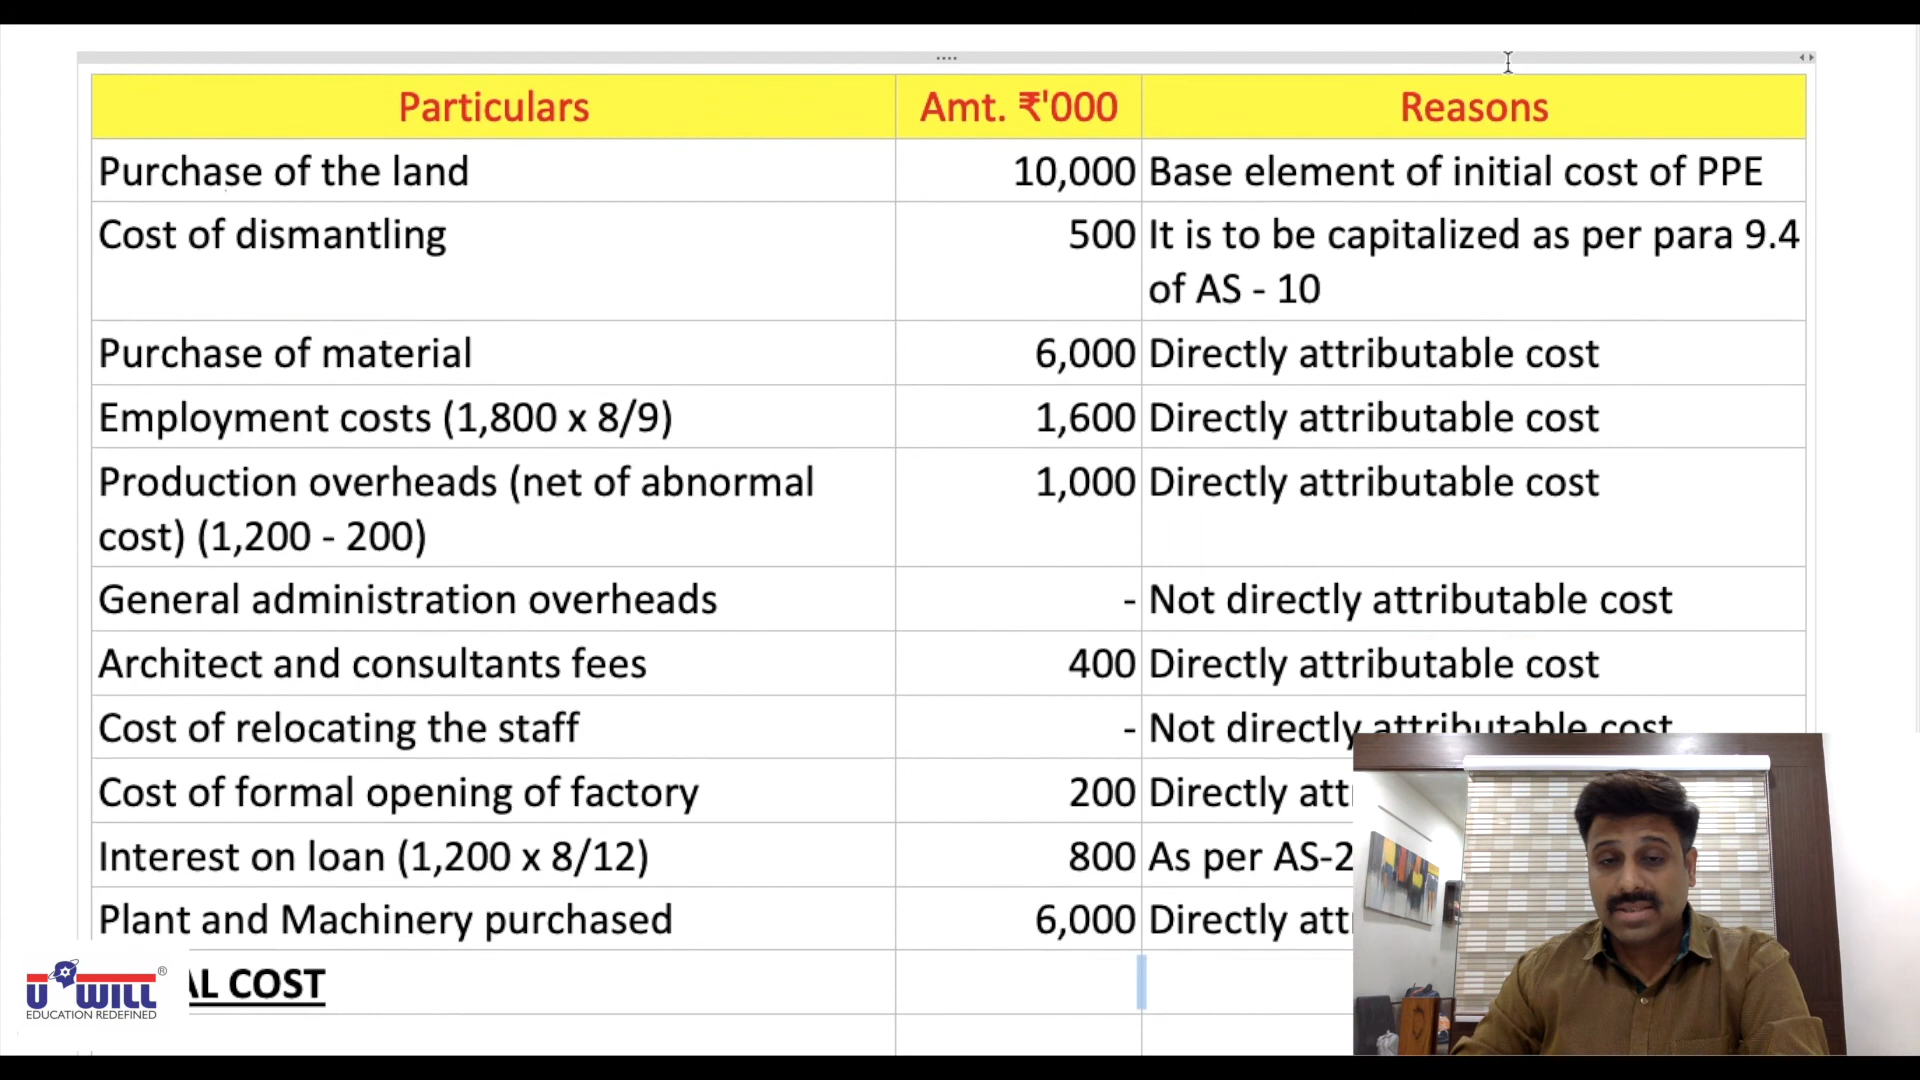 Particulars Amt. ₹'000 Reasons
Purchase of the land 10,000 Base element of initial cost of PPE
Cost of dismantling 500 It is to be capitalized as per para 9.4
of AS - 10
Purchase of material 6,000 Directly attributable cost
Employment costs (1,800 x 8/9) 1,600 Directly attributable cost
Production overheads (net of abnormal 1,000 Directly attributable cost
cost) (1,200 - 200)
General administration overheads - Not directly attributable cost
Architect and consultants fees 400 Directly attributable cost
Cost of relocating the staff - Not directly attributable cost
Cost of formal opening of factory 200 Directly
Interest on loan (1,200 x 8/12) 800 As per
Plant and Machinery purchased 6,000 Directly
COST
U WILL ®
EDUCATION REDEFINED